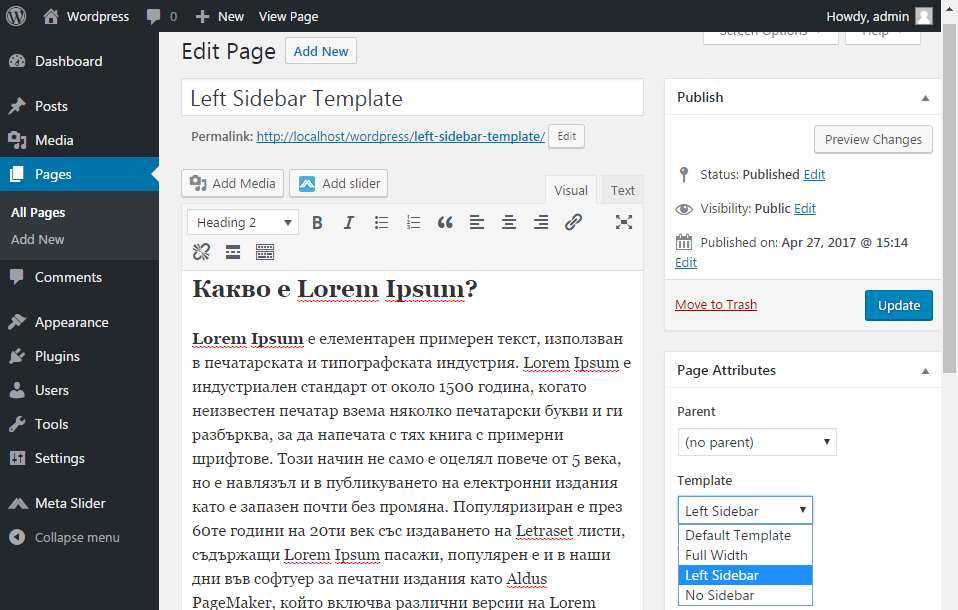 Wordpress 0 New View Page Howdy, admin
Dashboard
Posts
Media
Pages
All Pages
Add New
Comments
Appearance
Plugins
Users
Tools
Settings
Meta Slider
Collapse menu
Screen Options Help
Edit Page Add New
Left Sidebar Template
Permalink: http://localhost/wordpress/left-sidebar-template/ Edit
Add Media Add slider Visual Text
Heading 2
Какво е Lorem Ipsum?
Lorem Ipsum е елементарен примерен текст, използван
в печатарската и типографската индустрия. Lorem Ipsum е
индустриален стандарт от около 1500 година, когато
неизвестен печатар взема няколко печатарски букви и ги
разбърква, за да напечата с тях книга с примерни
шрифтове. Този начин не само е оцелял повече от 5 века,
но е навлязъл и в публикуването на електронни издания
като е запазен почти без промяна. Популяризиран е през
60те години на 20ти век със издаването на Letraset листи,
съдържащи Lorem Ipsum пасажи, популярен е и в наши
дни във софтуер за печатни издания като Aldus
PageMaker, който включва различни версии на Lorem
Publish
Preview Changes
Status: Published Edit
Visibility: Public Edit
Published on: Apr 27, 2017 @ 15:14
Edit
Move to Trash Update
Page Attributes
Parent
(no parent)
Template
Left Sidebar
Default Template
Full Width
Left Sidebar
No Sidebar